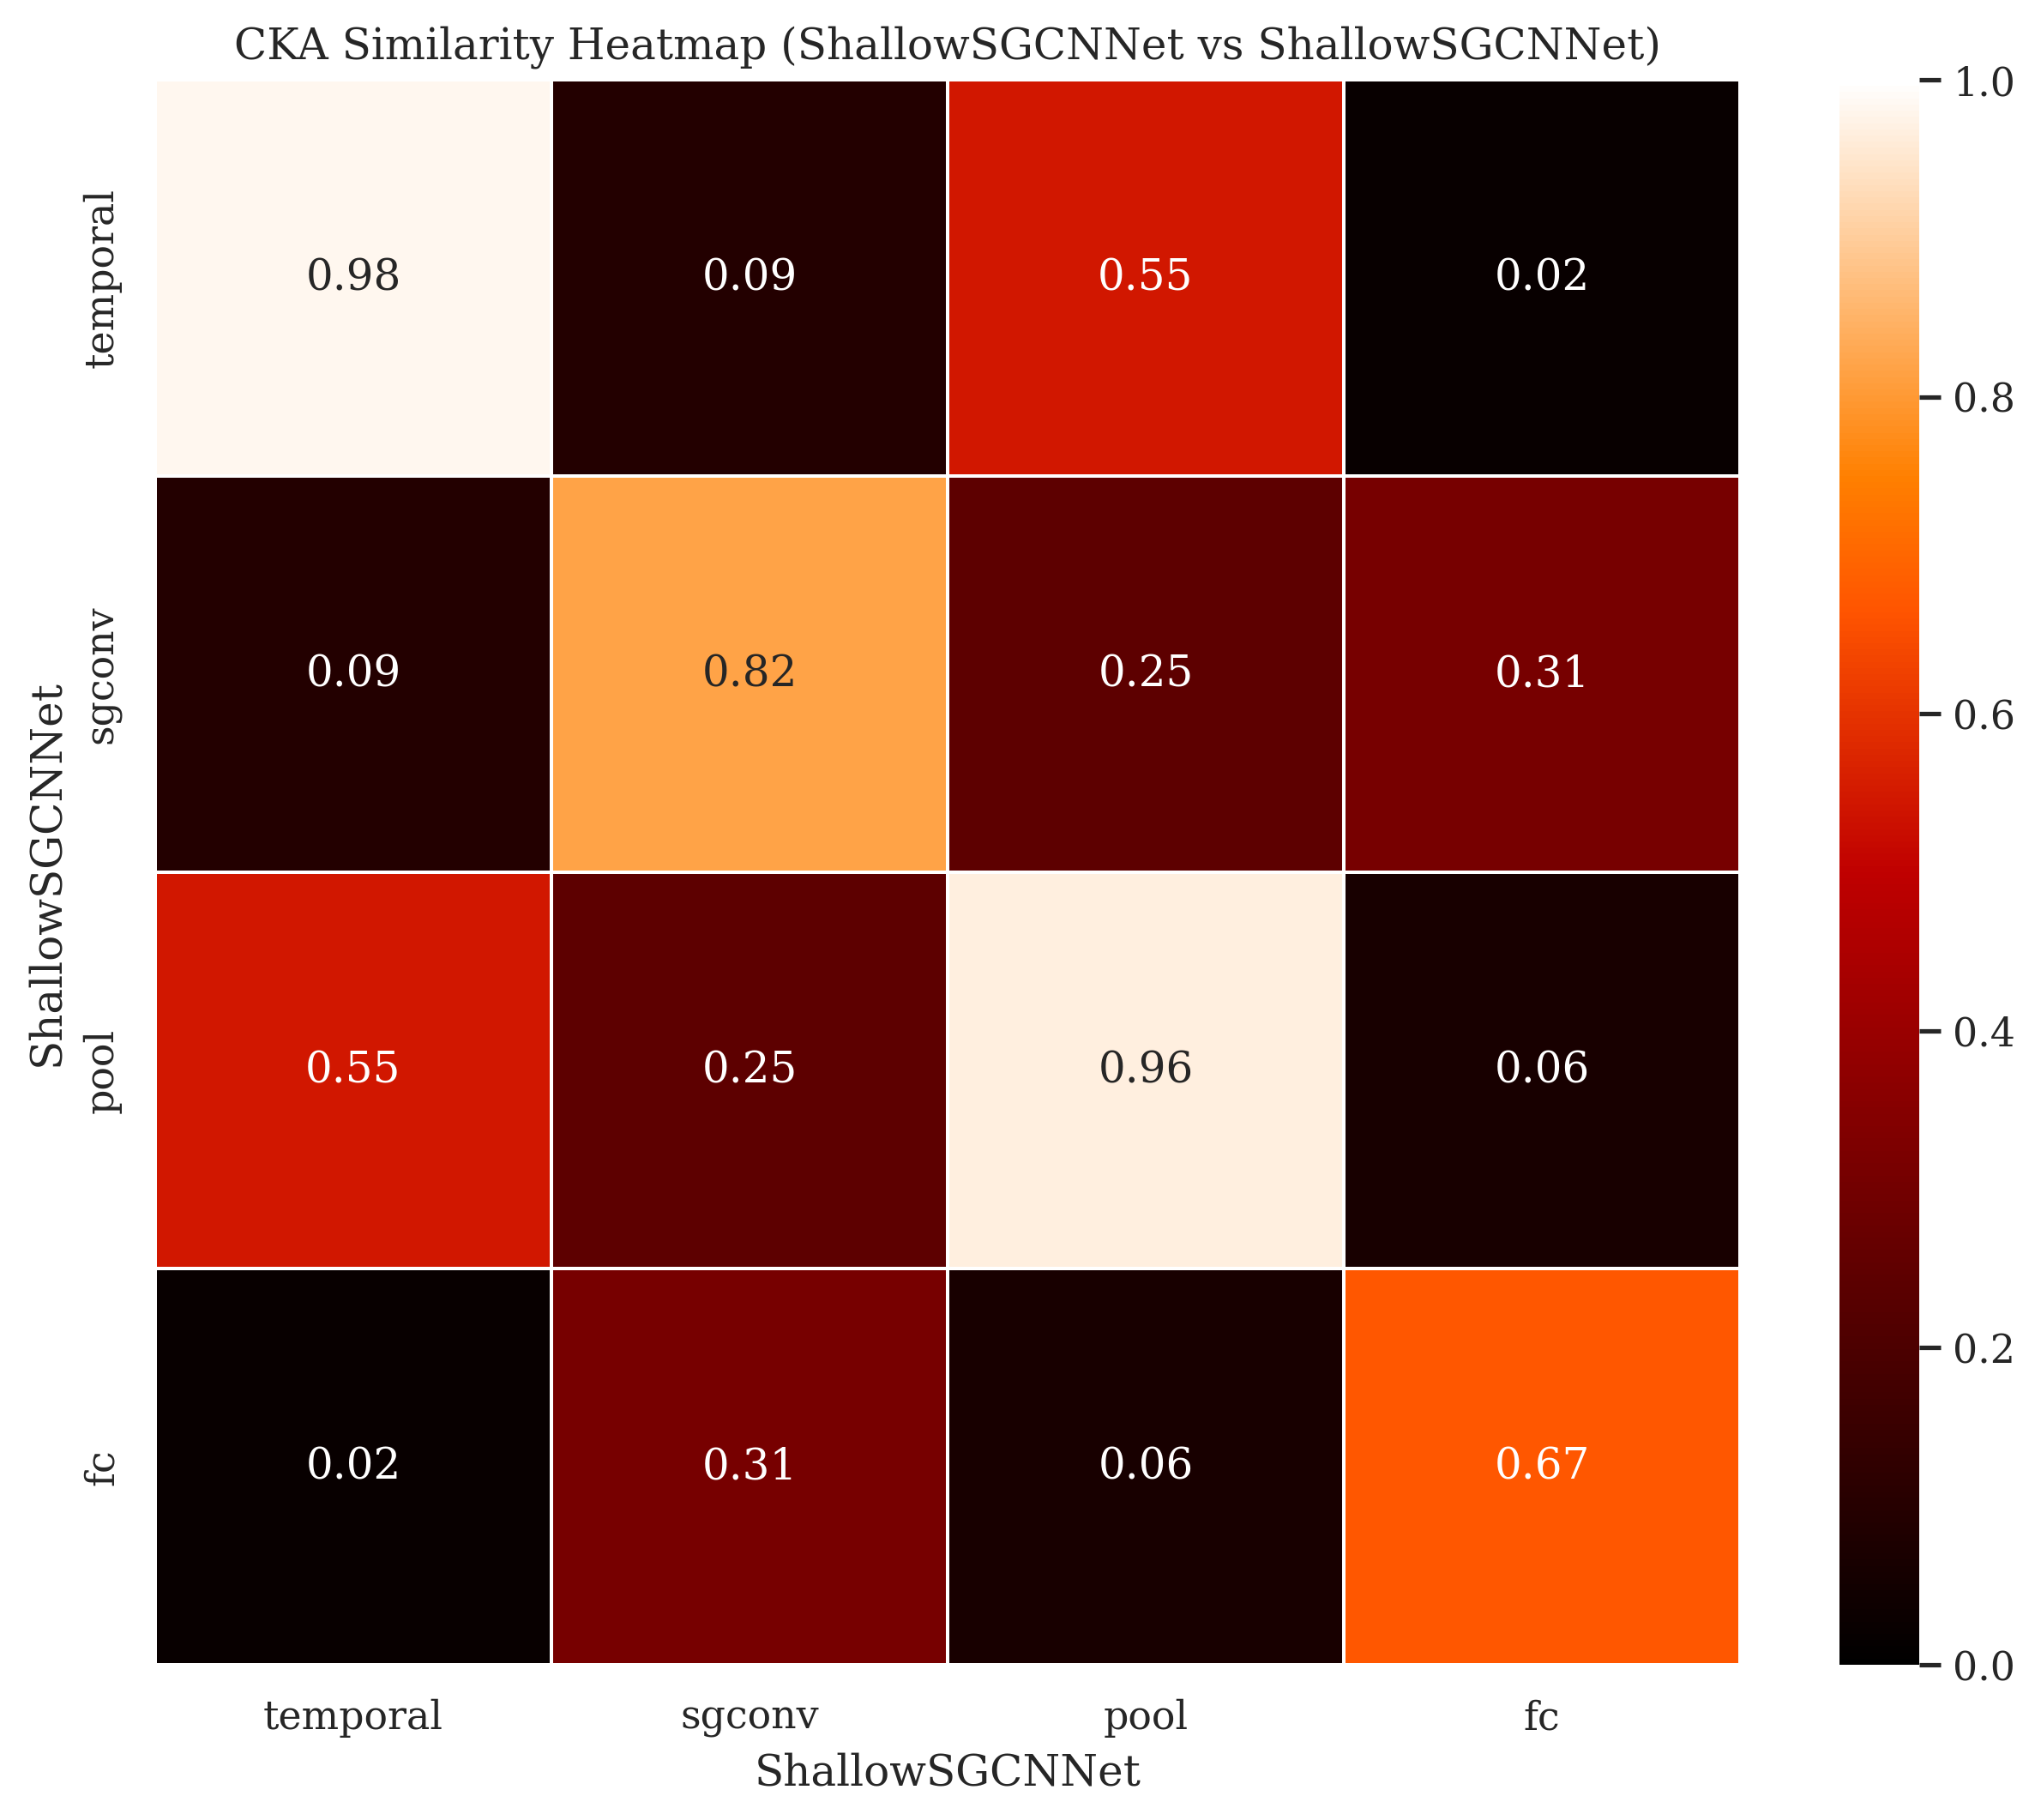 CKA Similarity Heatmap (ShallowSGCNNet vs ShallowSGCNNet)
ShallowSGCNNet
temporal
0.98 0.09 0.55 0.02
sgconv
0.09 0.82 0.25 0.31
pool
0.55 0.25 0.96 0.06
fc
0.02 0.31 0.06 0.67
temporal sgconv pool fc
ShallowSGCNNet
1.0
0.8
0.6
0.4
0.2
0.0